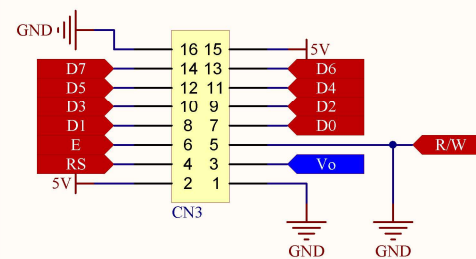 GND 16 15 5V
D7 14 13 D6
D5 12 11 D4
D3 10 9 D2
D1 8 7 D0
E 6 5 R/W
RS 4 3 Vo
5V 2 1
CN3
GND GND